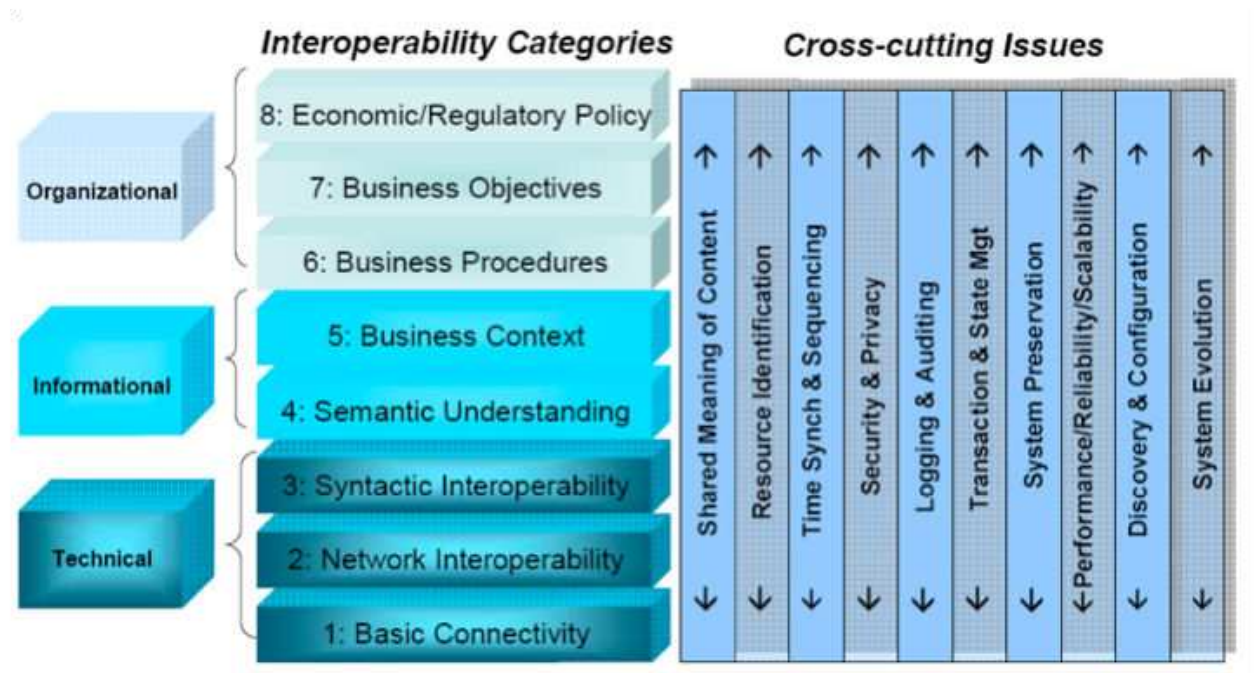 Interoperability Categories
Cross-cutting Issues
Organizational
8: Economic/Regulatory Policy
7: Business Objectives
6: Business Procedures
Informational
5: Business Context
4: Semantic Understanding
Technical
3: Syntactic Interoperability
2: Network Interoperability
1: Basic Connectivity
Shared Meaning of Content
Resource Identification
Time Synch & Sequencing
Security & Privacy
Logging & Auditing
Transaction & State Mgt
System Preservation
Performance/Reliability/Scalability
Discovery & Configuration
System Evolution